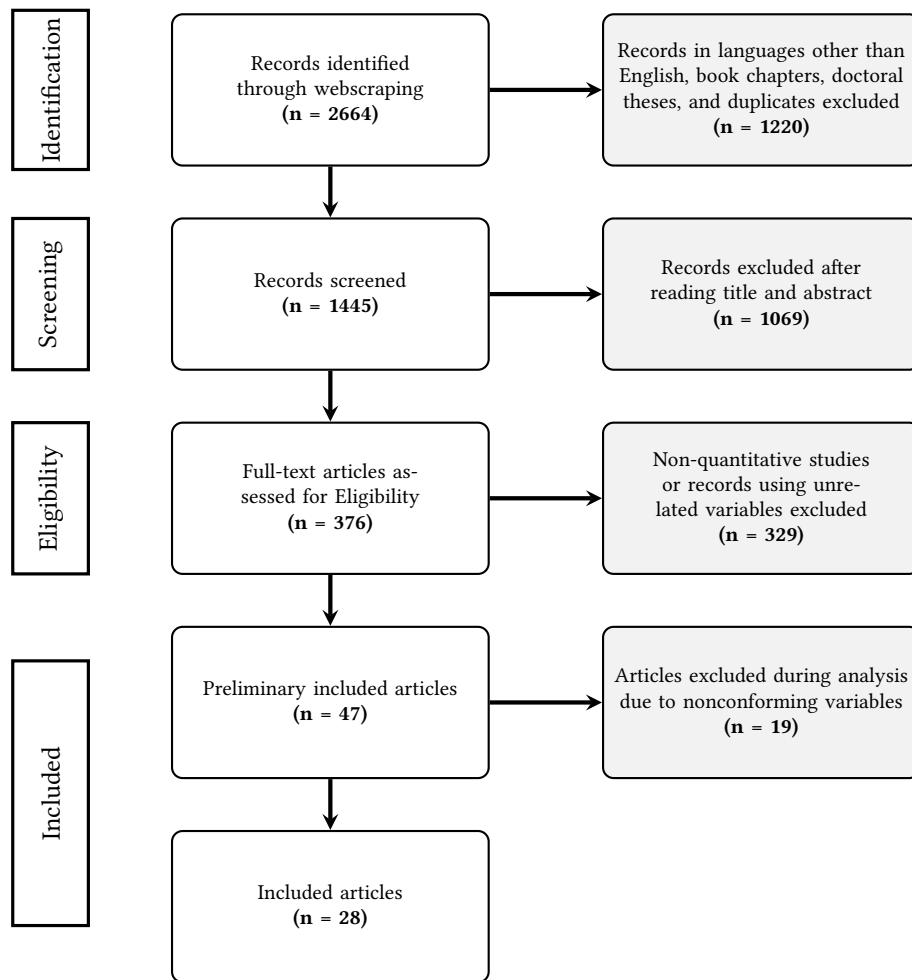 Identification
Records identified
through webscraping
(n = 2664)
Records in languages other than
English, book chapters, doctoral
theses, and duplicates excluded
(n = 1220)
Screening
Records screened
(n = 1445)
Records excluded after
reading title and abstract
(n = 1069)
Eligibility
Full-text articles as-
sessed for Eligibility
(n = 376)
Non-quantitative studies
or records using unre-
lated variables excluded
(n = 329)
Included
Preliminary included articles
(n = 47)
Articles excluded during analysis
due to nonconforming variables
(n = 19)
Included articles
(n = 28)